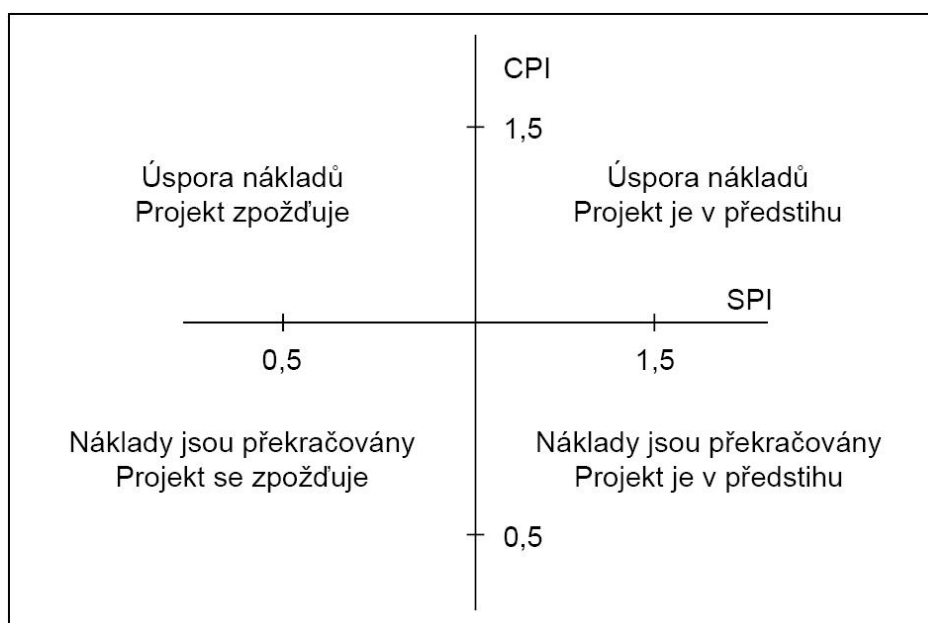 CPI
1,5
Úspora nákladů
Projekt zpožďuje
Úspora nákladů
Projekt je v předstihu
SPI
0,5
1,5
Náklady jsou překračovány
Projekt se zpožďuje
Náklady jsou překračovány
Projekt je v předstihu
0,5